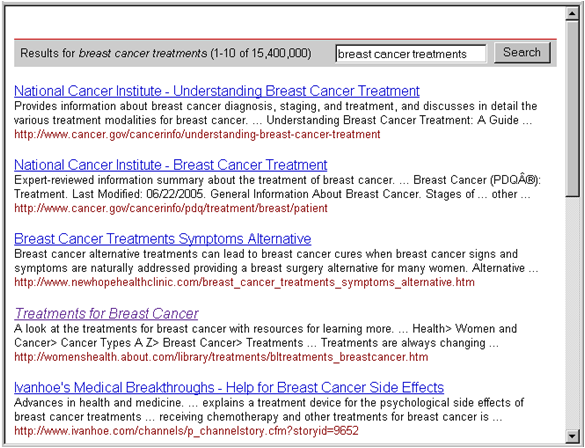 Results for breast cancer treatments (1-10 of 15,400,000) breast cancer treatments Search
National Cancer Institute - Understanding Breast Cancer Treatment
Provides information about breast cancer diagnosis, staging, and treatment, and discusses in detail the
various treatment modalities for breast cancer. ... Understanding Breast Cancer Treatment: A Guide ...
http://www.cancer.gov/cancerinfo/understanding-breast-cancer-treatment
National Cancer Institute - Breast Cancer Treatment
Expert-reviewed information summary about the treatment of breast cancer. ... Breast Cancer (PDQÂ®):
Treatment. Last Modified: 06/22/2005. General Information About Breast Cancer. Stages of ... other ...
http://www.cancer.gov/cancerinfo/pdq/treatment/breast/patient
Breast Cancer Treatments Symptoms Alternative
Breast cancer alternative treatments can lead to breast cancer cures when breast cancer signs and
symptoms are naturally addressed providing a breast surgery alternative for many women. Alternative ...
http://www.newhopehealthclinic.com/breast_cancer_treatments_symptoms_alternative.htm
Treatments for Breast Cancer
A look at the treatments for breast cancer with resources for learning more. ... Health> Women and
Cancer> Cancer Types A Z> Breast Cancer> Treatments ... Treatments are always changing ...
http://womenshealth.about.com/library/treatments/bltreatments_breastcancer.htm
Ivanhoe's Medical Breakthroughs - Help for Breast Cancer Side Effects
Advances in health and medicine. ... explains a treatment device for the psychological side effects of
breast cancer treatments ... receiving chemotherapy and other treatments for breast cancer is ...
http://www.ivanhoe.com/channels/p_channelstory.cfm?storyid=9652